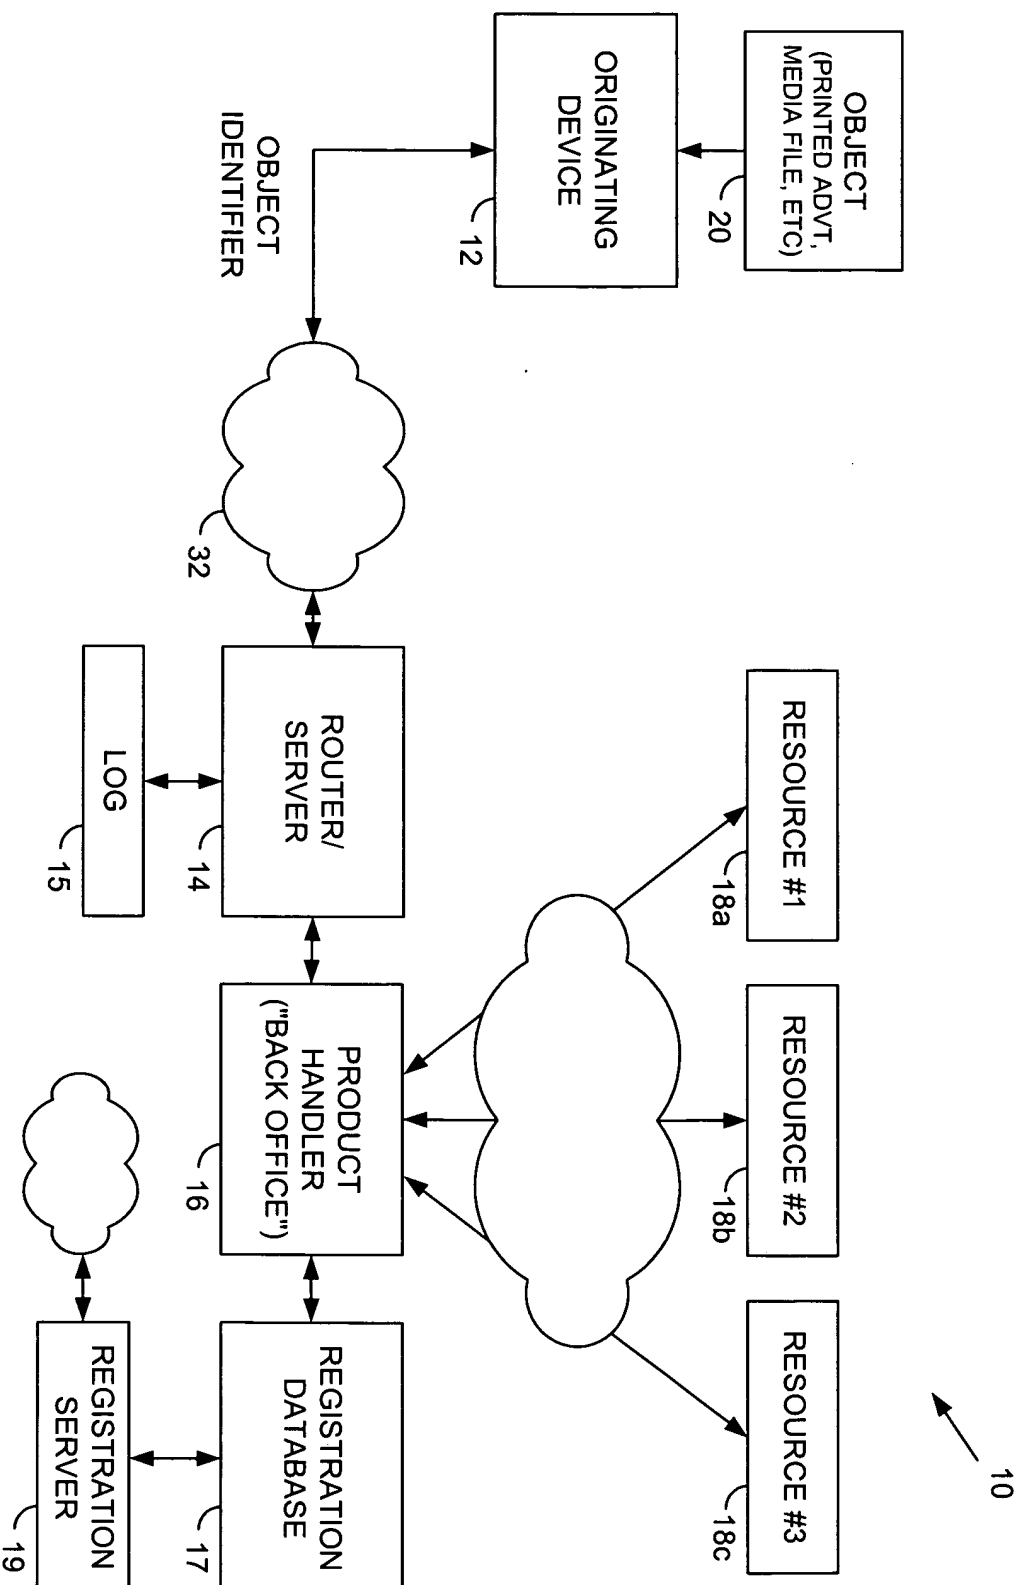 10
OBJECT
(PRINTED ADVT,
MEDIA FILE, ETC)
20
RESOURCE #1
18a
RESOURCE #2
18b
RESOURCE #3
18c
ORIGINATING
DEVICE
12
OBJECT
IDENTIFIER
32
ROUTER/
SERVER
14
PRODUCT
HANDLER
("BACK OFFICE")
16
REGISTRATION
DATABASE
17
LOG
15
REGISTRATION
SERVER
19